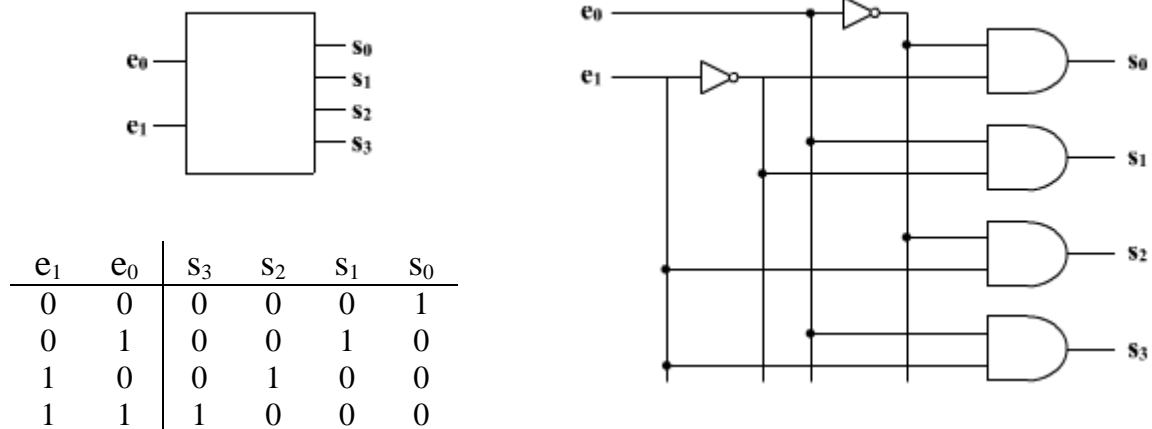 e₀
e₁
s₀
s₁
s₂
s₃
e₁ e₀ s₃ s₂ s₁ s₀
0 0 0 0 0 1
0 1 0 0 1 0
1 0 0 1 0 0
1 1 1 0 0 0
e₀
e₁
s₀
s₁
s₂
s₃